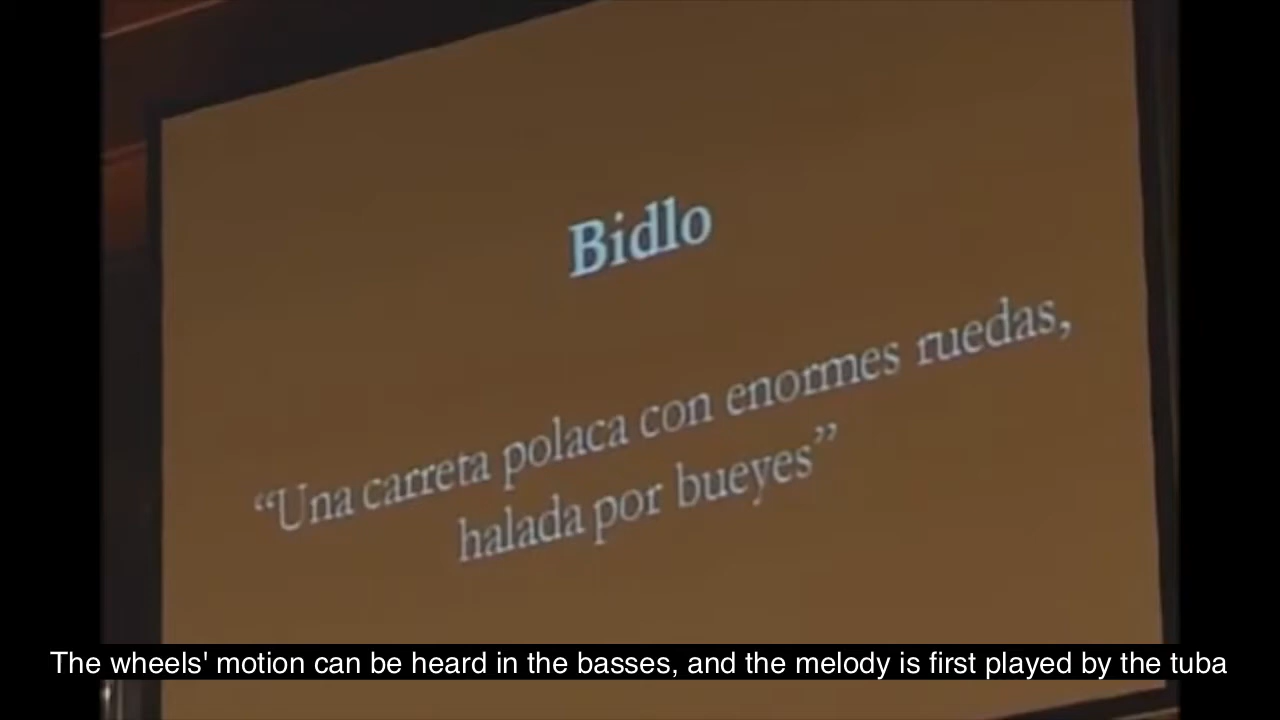 Bidlo
“Una carreta polaca con enormes ruedas,
halada por bueyes”
The wheels' motion can be heard in the basses, and the melody is first played by the tuba